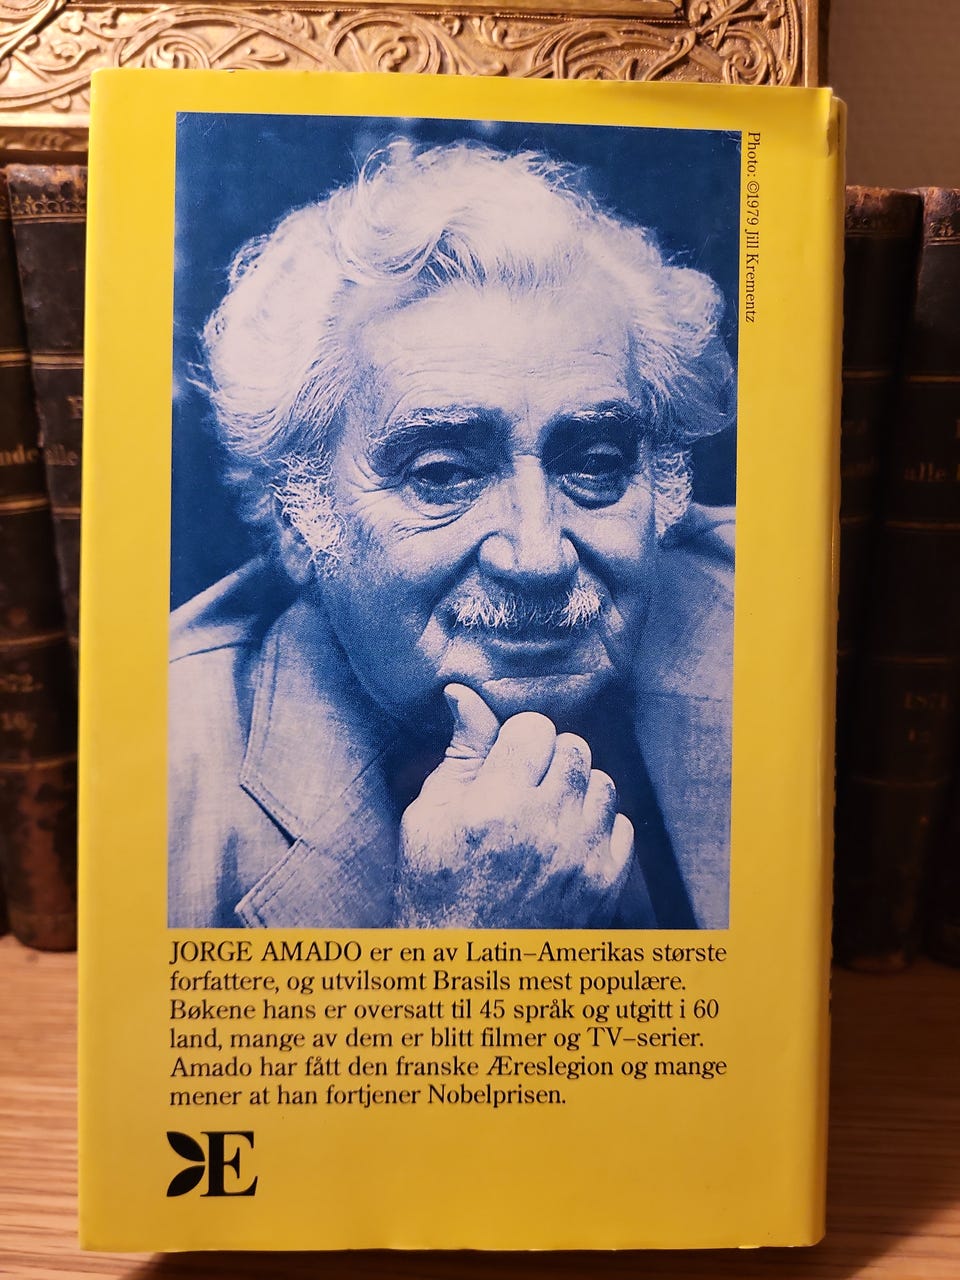 Photo: ©1979 Jill Krementz
JORGE AMADO er en av Latin–Amerikas største
forfattere, og utvilsomt Brasils mest populære.
Bøkene hans er oversatt til 45 språk og utgitt i 60
land, mange av dem er blitt filmer og TV–serier.
Amado har fått den franske Æreslegion og mange
mener at han fortjener Nobelprisen.
E